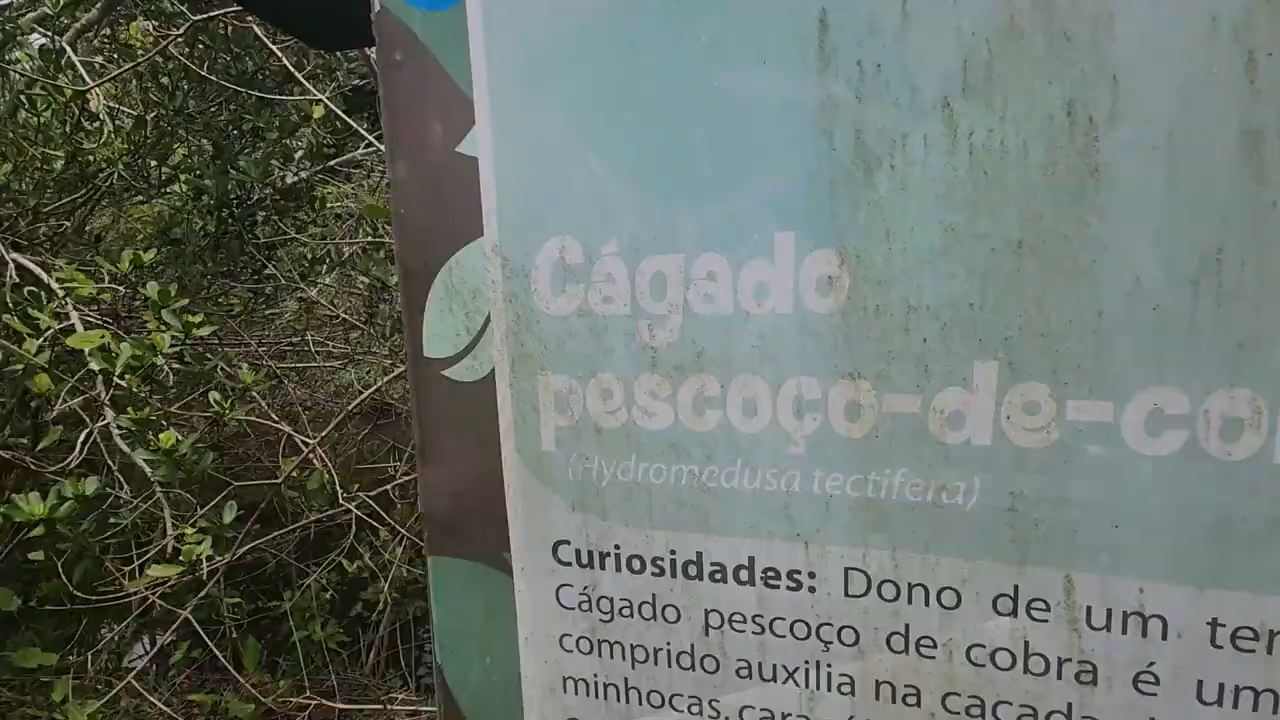 Cágado
pescoço-de-co
(Hydromedusa tectifera)
Curiosidades: Dono de um
Cágado pescoço de cobra é um
comprido auxilia na caçada
minhocas,